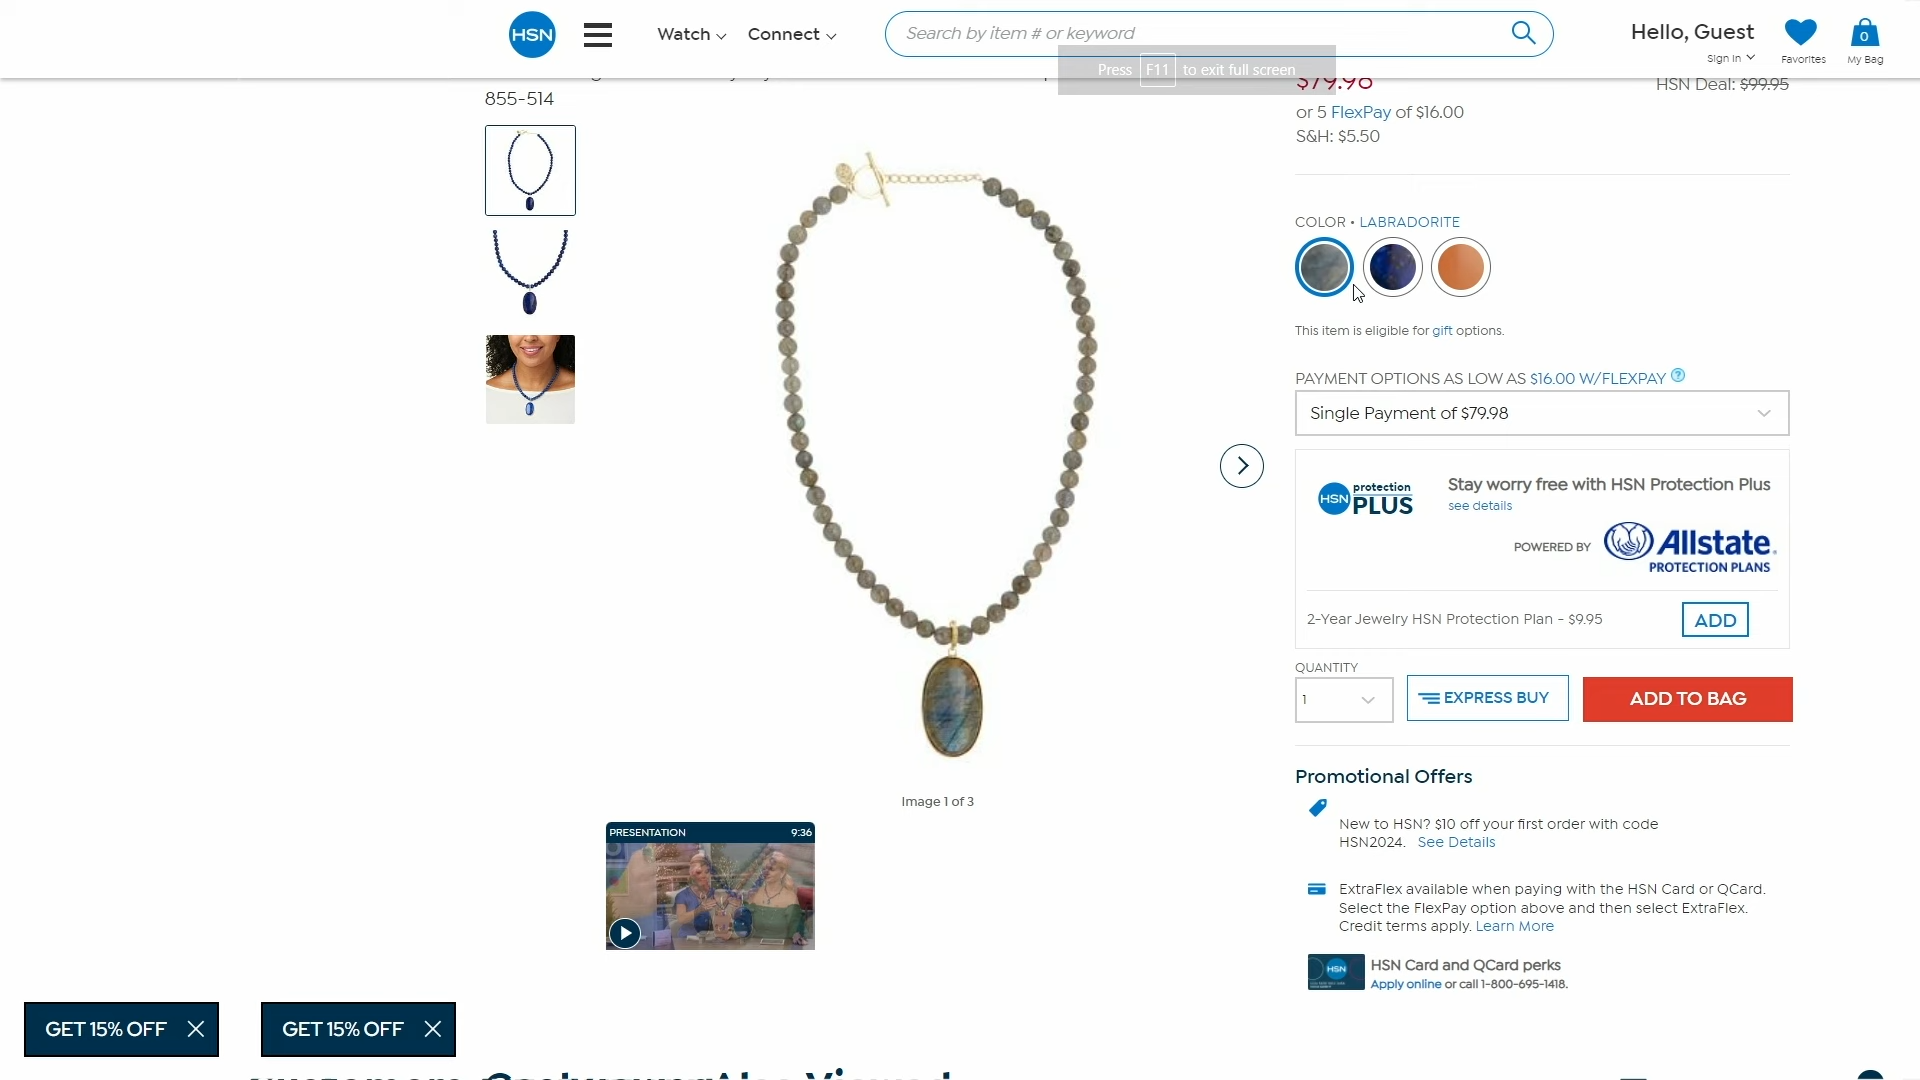 HSN
Watch
Connect
Search by item # or keyword
Hello, Guest
Sign In
Favorites
0
My Bag
Press F11 to exit full screen
855-514
$79.98
HSN Deal: $99.95
or 5 FlexPay of $16.00
S&H: $5.50
COLOR • LABRADORITE
This item is eligible for gift options.
PAYMENT OPTIONS AS LOW AS $16.00 W/FLEXPAY ?
Single Payment of $79.98
HSN protection PLUS
Stay worry free with HSN Protection Plus
see details
POWERED BY Allstate
PROTECTION PLANS
2-Year Jewelry HSN Protection Plan - $9.95
ADD
QUANTITY
1
EXPRESS BUY
ADD TO BAG
Image 1 of 3
PRESENTATION 9:36
Promotional Offers
New to HSN? $10 off your first order with code
HSN2024. See Details
ExtraFlex available when paying with the HSN Card or QCard.
Select the FlexPay option above and then select ExtraFlex.
Credit terms apply. Learn More
HSN
HSN Card and QCard perks
Apply online or call 1-800-695-1418.
GET 15% OFF
GET 15% OFF